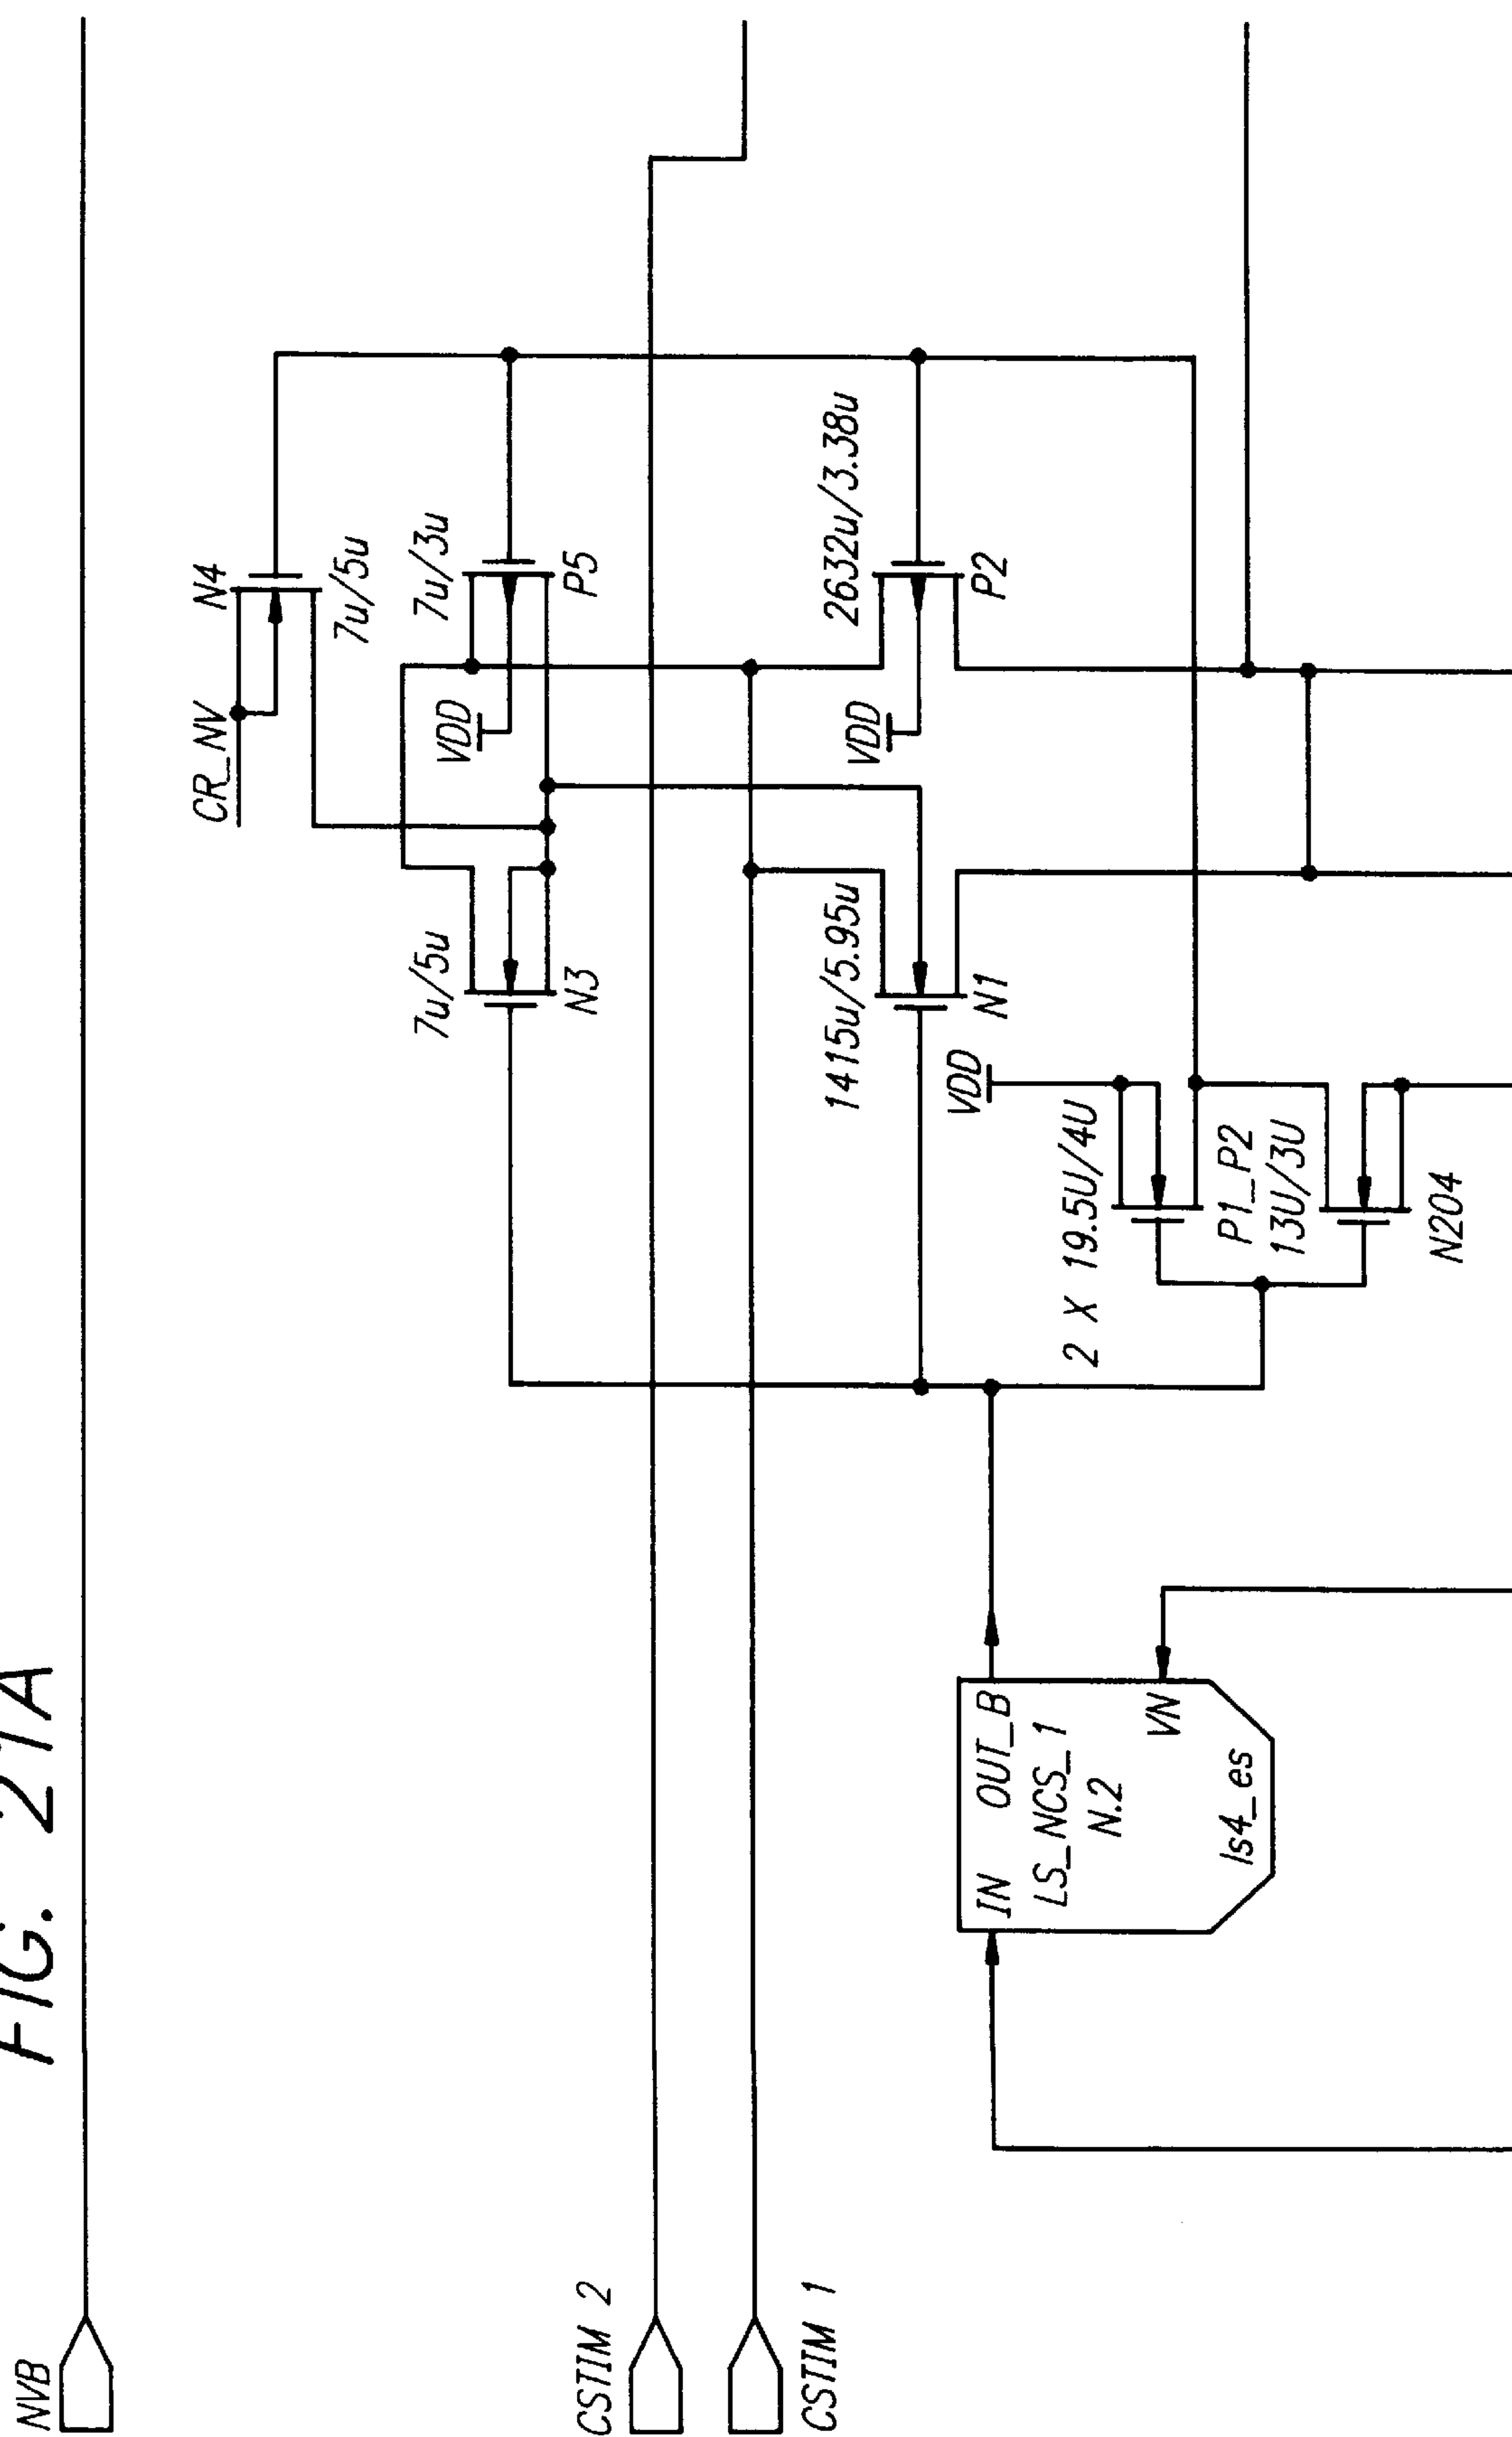 FIG. 21A
NVB
CR_NV N4
7u/5u
7u/5u
VDD
7u/3u
N3
P5
CSTIM 2
CSTIM 1
1415u/5.95u
VDD
2632u/3.38u
N1
P2
VDD
2 X 19.5U/4U
P1_P2
13U/3U
N204
IN OUT_B
LS_NCS_1
N.2
VN
ls4_es